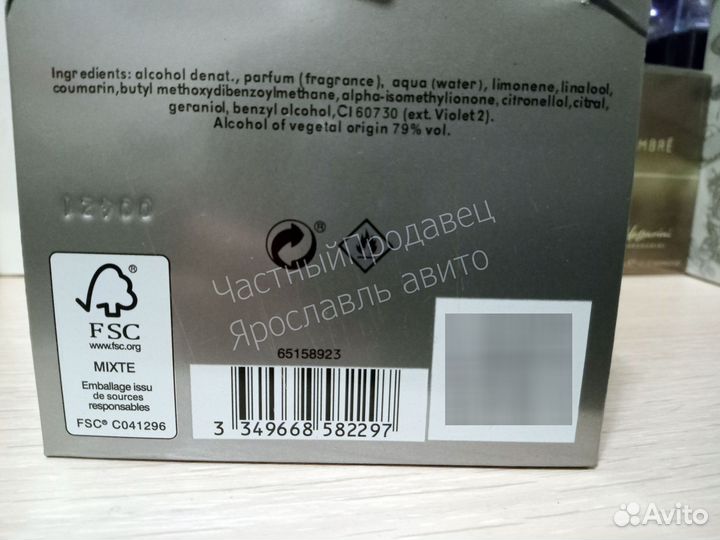 Ingredients: alcohol denat., parfum (fragrance), aqua (water), limonene, linalool,
coumarin, butyl methoxydibenzoylmethane, alpha-isomethylionone, citronellol, citral,
geraniol, benzyl alcohol, CI 60730 (ext. Violet 2).
Alcohol of vegetal origin 79% vol.
MBRÉ
®
ЧастныйПродавец
Ярославль авито
®
FSC
www.fsc.org
MIXTE
Emballage issu
de sources
responsables
FSC® C041296
65158923
3 349668 582297
Avito